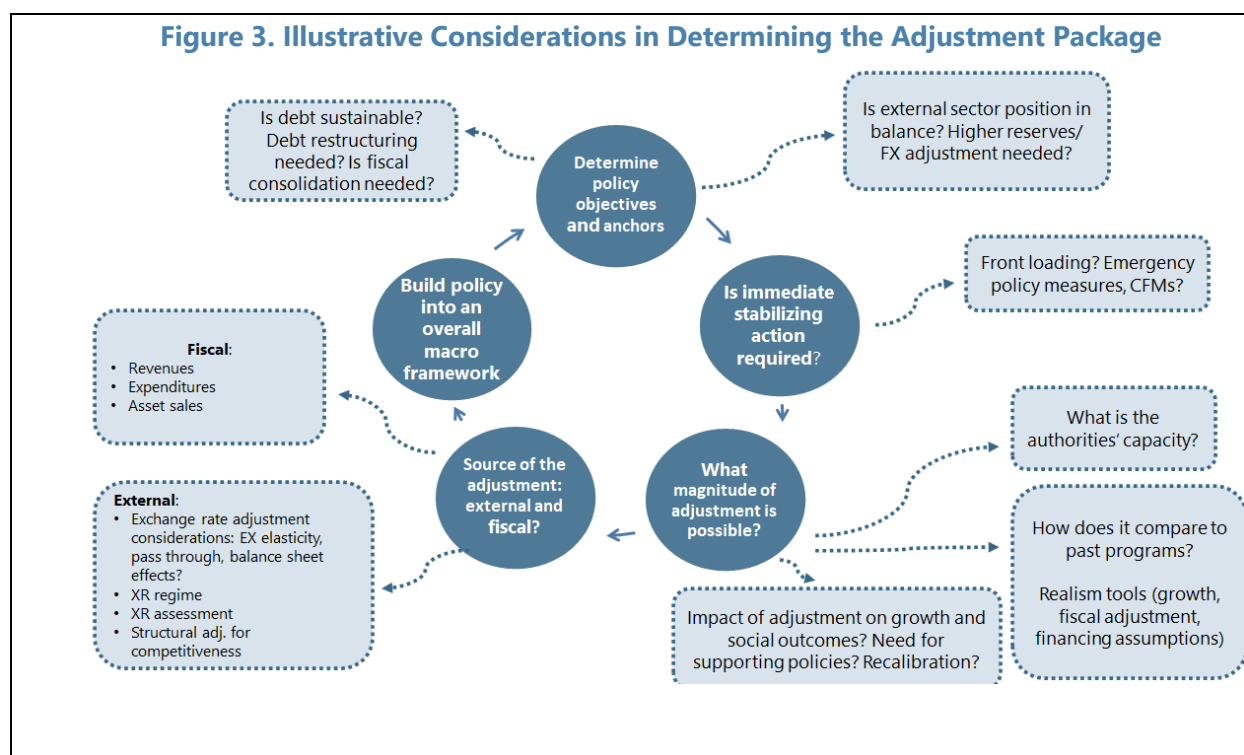 Figure 3. Illustrative Considerations in Determining the Adjustment Package
Is debt sustainable?
Debt restructuring
needed? Is fiscal
consolidation needed?
Determine
policy
objectives
and anchors
Is external sector position in
balance? Higher reserves/
FX adjustment needed?
Build policy
into an
overall
macro
framework
Is immediate
stabilizing
action
required?
Front loading? Emergency
policy measures, CFMs?
Fiscal:
• Revenues
• Expenditures
• Asset sales
Source of the
adjustment:
external and
fiscal?
What
magnitude of
adjustment is
possible?
What is the
authorities' capacity?
External:
• Exchange rate adjustment
considerations: EX elasticity,
pass through, balance sheet
effects?
• XR regime
• XR assessment
• Structural adj. for
competitiveness
How does it compare to
past programs?
Realism tools (growth,
fiscal adjustment,
financing assumptions)
Impact of adjustment on growth and
social outcomes? Need for
supporting policies? Recalibration?